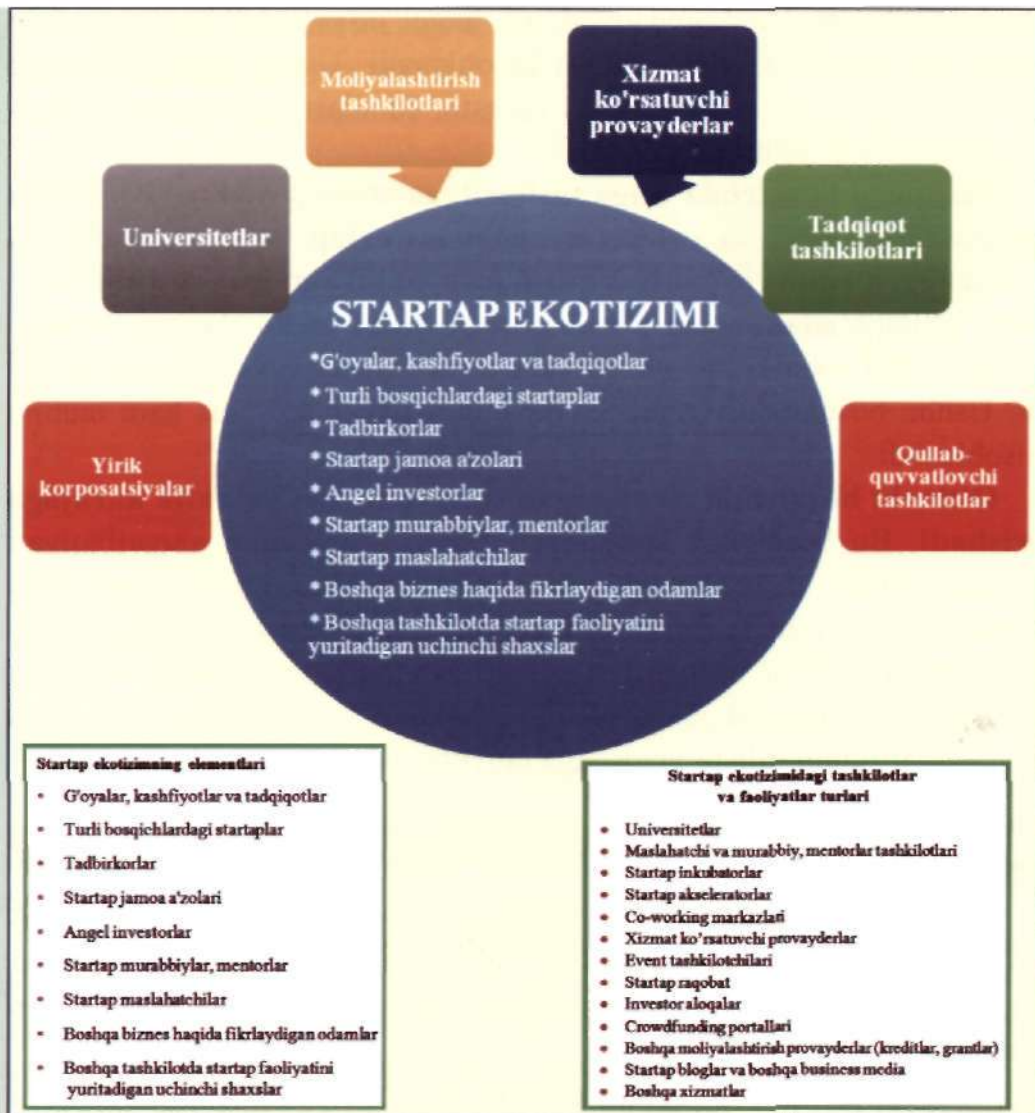 Moliyalashtirish
tashkilotlari
Xizmat
ko'rsatuvchi
provayderlar
Universitetlar
Tadqiqot
tashkilotlari
Yirik
korposatsiyalar
Qullab-
quvvatlovchi
tashkilotlar
STARTAP EKOTIZIMI
*G'oyalar, kashfiyotlar va tadqiqotlar
* Turli bosqichlardagi startaplar
* Tadbirkorlar
* Startap jamoa a'zolari
* Angel investorlar
* Startap murabbiylar, mentorlar
* Startap maslahatchilar
* Boshqa biznes haqida fikrlaydigan odamlar
* Boshqa tashkilotda startap faoliyatini
yuritadigan uchinchi shaxslar
Startap ekotizimning elementlari
• G'oyalar, kashfiyotlar va tadqiqotlar
• Turli bosqichlardagi startaplar
• Tadbirkorlar
• Startap jamoa a'zolari
• Angel investorlar
• Startap murabbiylar, mentorlar
• Startap maslahatchilar
• Boshqa biznes haqida fikrlaydigan odamlar
• Boshqa tashkilotda startap faoliyatini
yuritadigan uchinchi shaxslar
Startap ekotizimidagi tashkilotlar
va faoliyatlar turlari
• Universitetlar
• Maslahatchi va murabbiy, mentorlar tashkilotlari
• Startap inkubatorlar
• Startap akseleratorlar
• Co-working markazlari
• Xizmat ko'rsatuvchi provayderlar
• Event tashkilotchilari
• Startap raqobat
• Investor aloqalar
• Crowdfunding portallari
• Boshqa moliyalashtirish provayderlar (kreditlar, grantlar)
• Startap bloglar va boshqa business media
• Boshqa xizmatlar